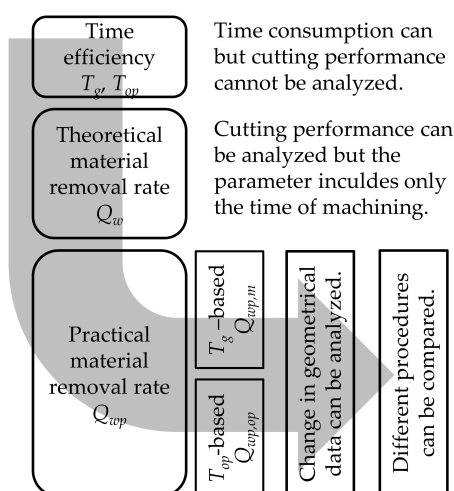 Time
efficiency
Tg, Top
Time consumption can
but cutting performance
cannot be analyzed.
Theoretical
material
removal rate
Qw
Cutting performance can
be analyzed but the
parameter inculdes only
the time of machining.
Practical
material
removal rate
Qwp
Tg –based
Qwp,m
Top-based
Qwp,op
Change in geometrical
data can be analyzed.
Different procedures
can be compared.